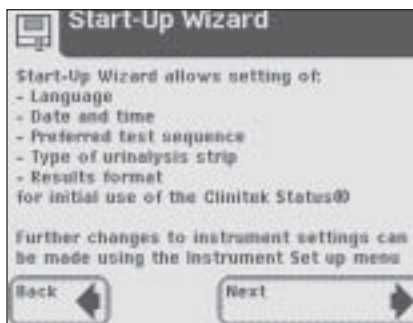 Start-Up Wizard
Start-Up Wizard allows setting of:
- Language
- Date and time
- Preferred test sequence
- Type of urinalysis strip
- Results format
for initial use of the Clinitek Status®
Further changes to instrument settings can
be made using the Instrument Set up menu
Back
Next